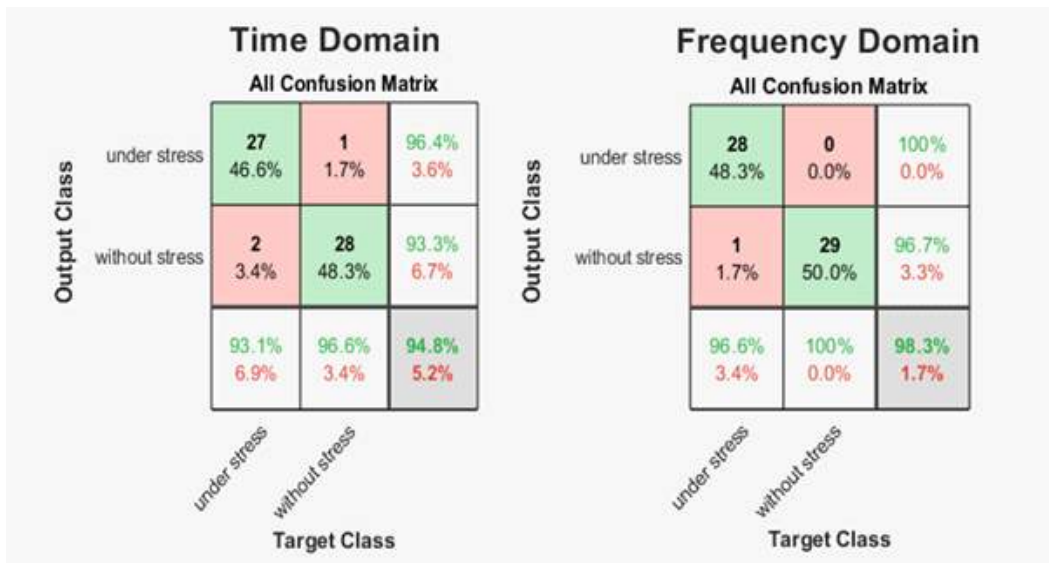 Time Domain
All Confusion Matrix
Output Class
under stress
27
46.6%
1
1.7%
96.4%
3.6%
without stress
2
3.4%
28
48.3%
93.3%
6.7%
93.1%
6.9%
96.6%
3.4%
94.8%
5.2%
under stress
without stress
Target Class
Frequency Domain
All Confusion Matrix
Output Class
under stress
28
48.3%
0
0.0%
100%
0.0%
without stress
1
1.7%
29
50.0%
96.7%
3.3%
96.6%
3.4%
100%
0.0%
98.3%
1.7%
under stress
without stress
Target Class